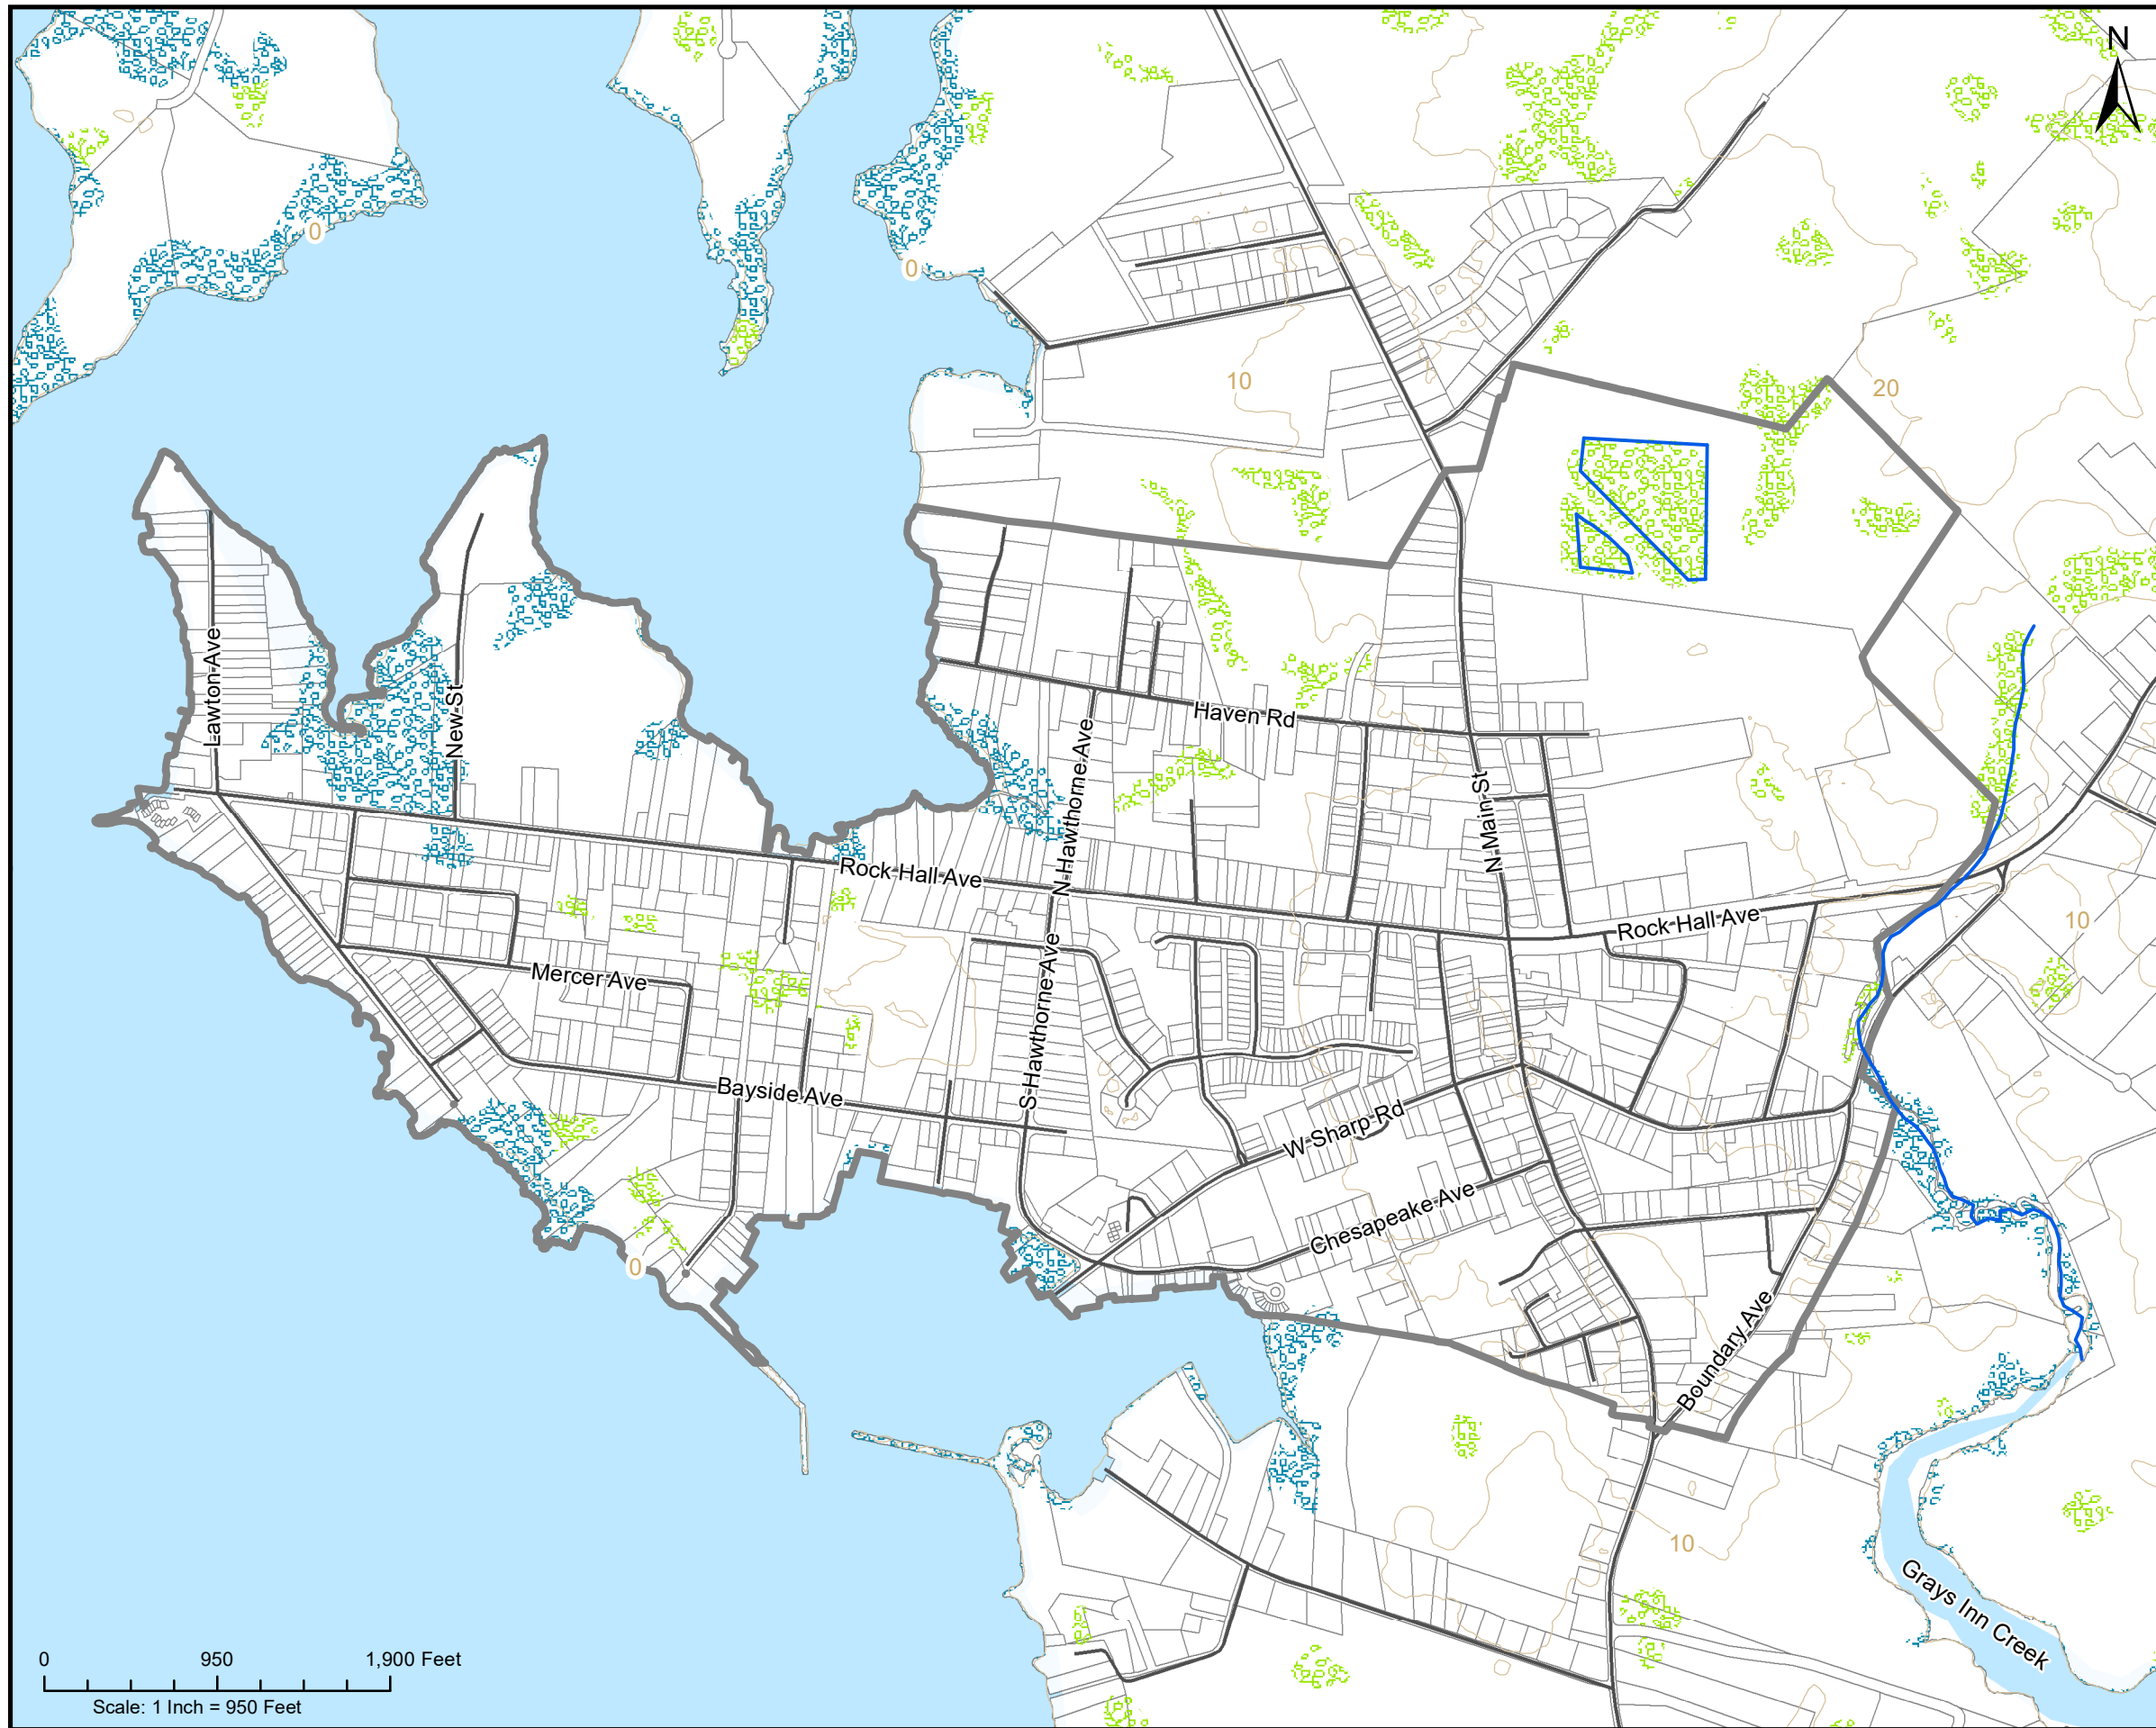 N
0
0
10
20
Lawton Ave
New St
Haven Rd
N Hawthorne Ave
N Main St
Rock Hall Ave
Rock Hall Ave
10
Mercer Ave
S Hawthorne Ave
Bayside Ave
W Sharp Rd
Chesapeake Ave
0
Boundary Ave
10
Grays Inn Creek
0 950 1,900 Feet
Scale: 1 Inch = 950 Feet